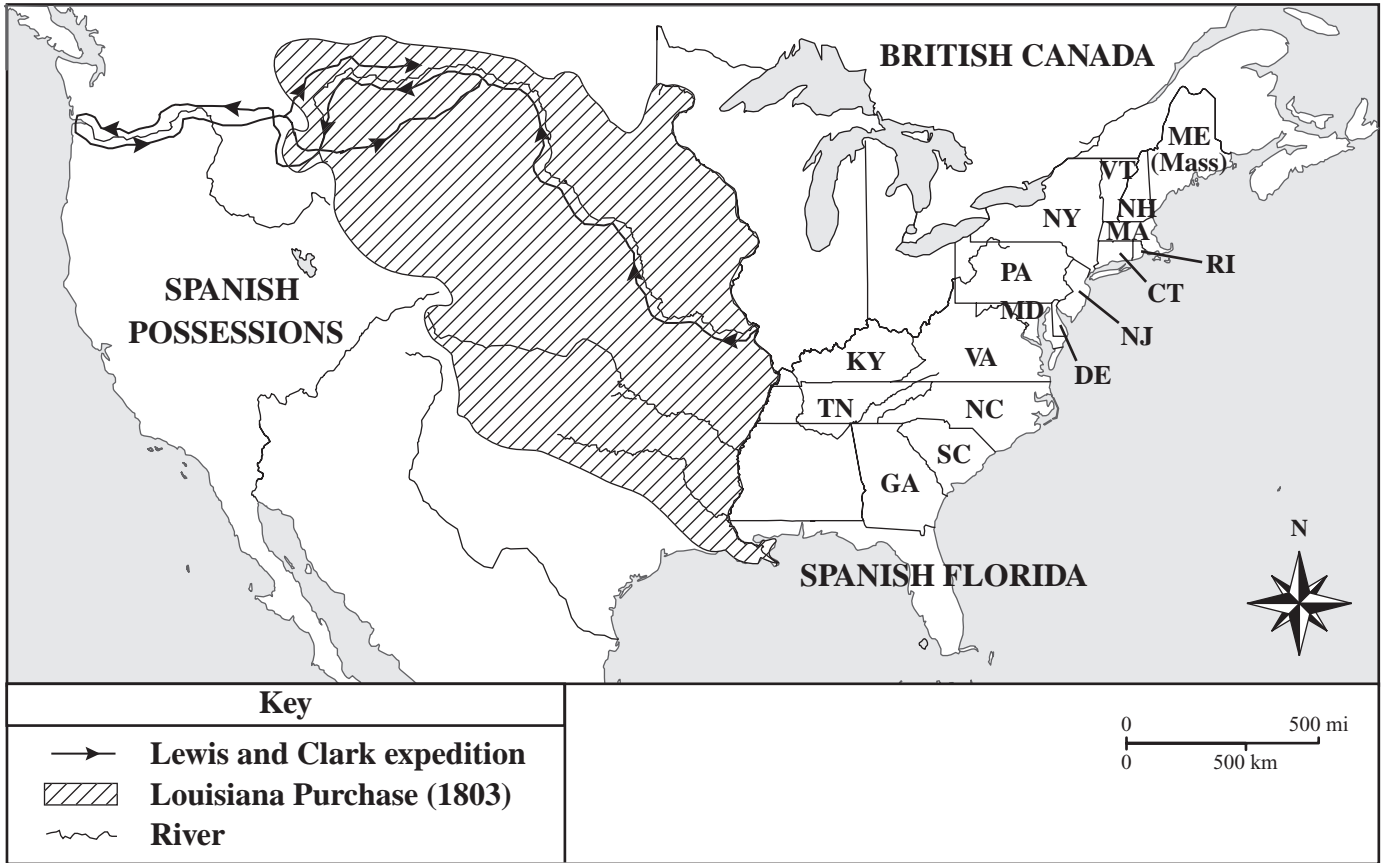 BRITISH CANADA
ME
(Mass)
VT
NH
NY
MA
RI
CT
PA
NJ
MD
DE
SPANISH
POSSESSIONS
KY
VA
TN
NC
SC
GA
SPANISH FLORIDA
N
Key
Lewis and Clark expedition
Louisiana Purchase (1803)
River
0 500 mi
0 500 km